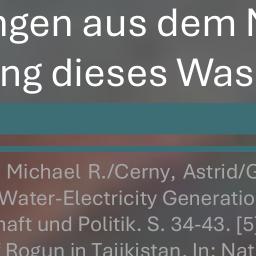 ngen aus dem N
ng dieses Was
Michael R./Cerny, Astrid/G
Water-Electricity Generatio
haft und Politik. S. 34-43. [5]
Rogun in Tajikistan. In: Nat